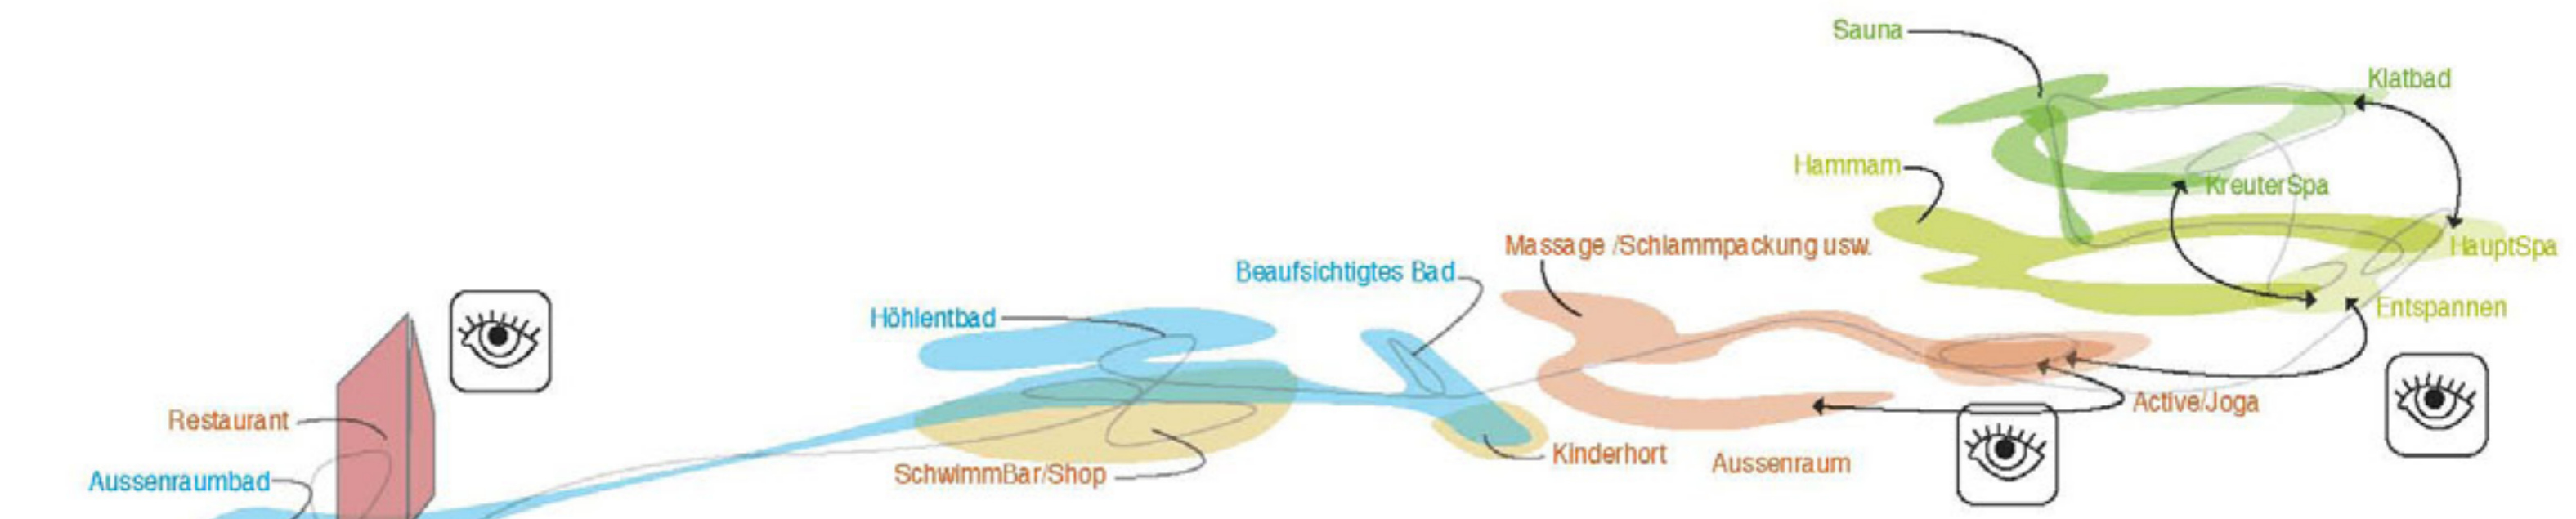 Sauna
Klatbad
Hammam
KreuterSpa
Massage /Schlammpackung usw.
HauptSpa
Beaufsichtigtes Bad
Entspannen
Höhlentbad
Active/Joga
Restaurant
Kinderhort
Aussenraum
SchwimmBar/Shop
Aussenraumbad